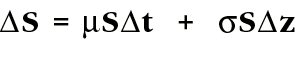 ΔS = μSΔt + σSΔz